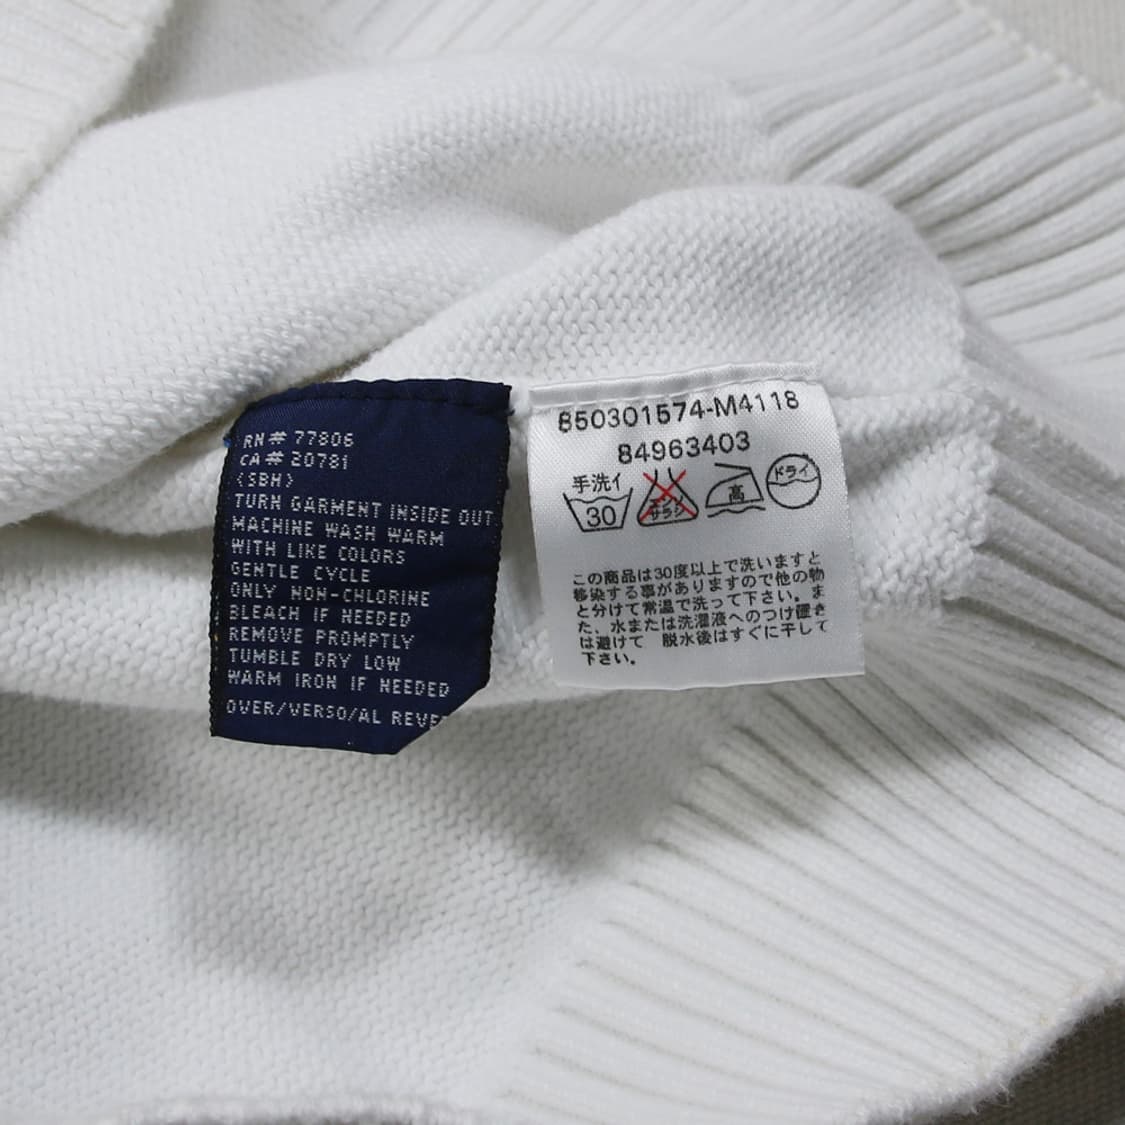 RN# 77806
CA# 20781
(SBH)
TURN GARMENT INSIDE OUT
MACHINE WASH WARM
WITH LIKE COLORS
GENTLE CYCLE
ONLY NON-CHLORINE
BLEACH IF NEEDED
REMOVE PROMPTLY
TUMBLE DRY LOW
WARM IRON IF NEEDED
OVER/VERSO/AL REVE
850301574-M4118
84963403
手洗イ
30
エンソ
サラシ
高
ドライ
この商品は30度以上で洗いますと
移染する事がありますので他の物
と分けて常温で洗って下さい。ま
た、水または洗濯液へのつけ置き
は避けて 脱水後はすぐに干して
下さい。